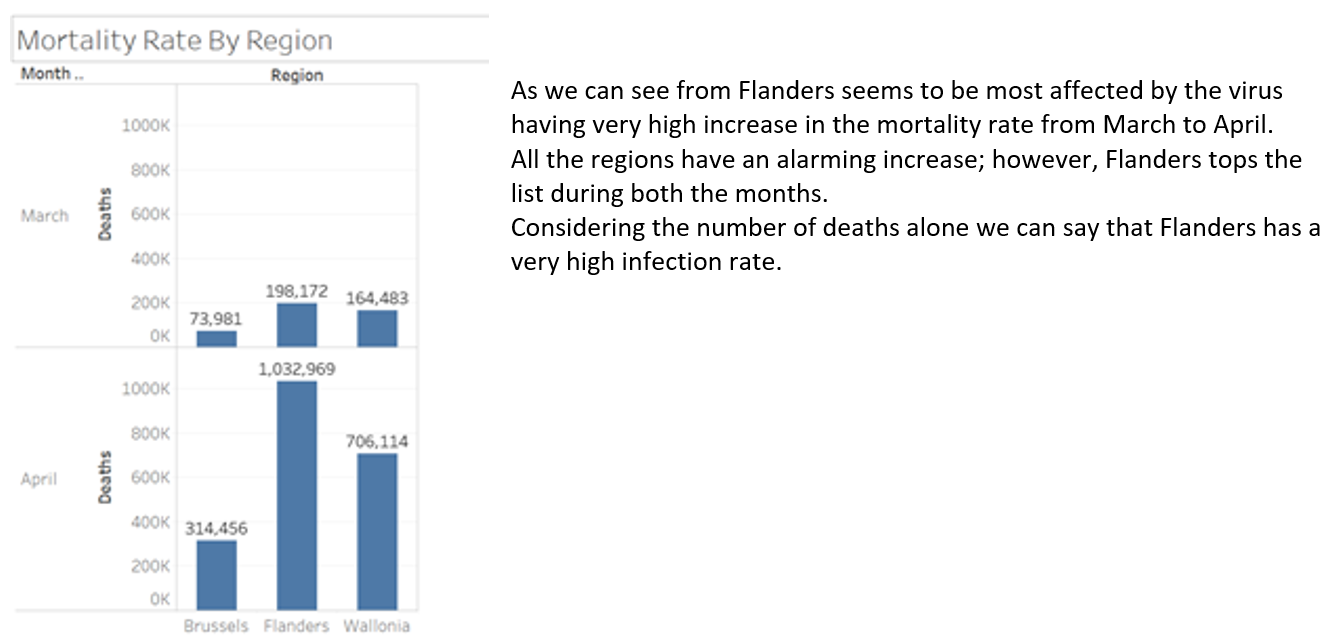 Mortality Rate By Region
Month ..
Region
1000K
800K
600K
400K
200K
0K
Deaths
March
73,981
198,172
164,483
1000K
800K
600K
400K
200K
0K
Deaths
April
314,456
1,032,969
706,114
Brussels Flanders Wallonia
As we can see from Flanders seems to be most affected by the virus
having very high increase in the mortality rate from March to April.
All the regions have an alarming increase; however, Flanders tops the
list during both the months.
Considering the number of deaths alone we can say that Flanders has a
very high infection rate.